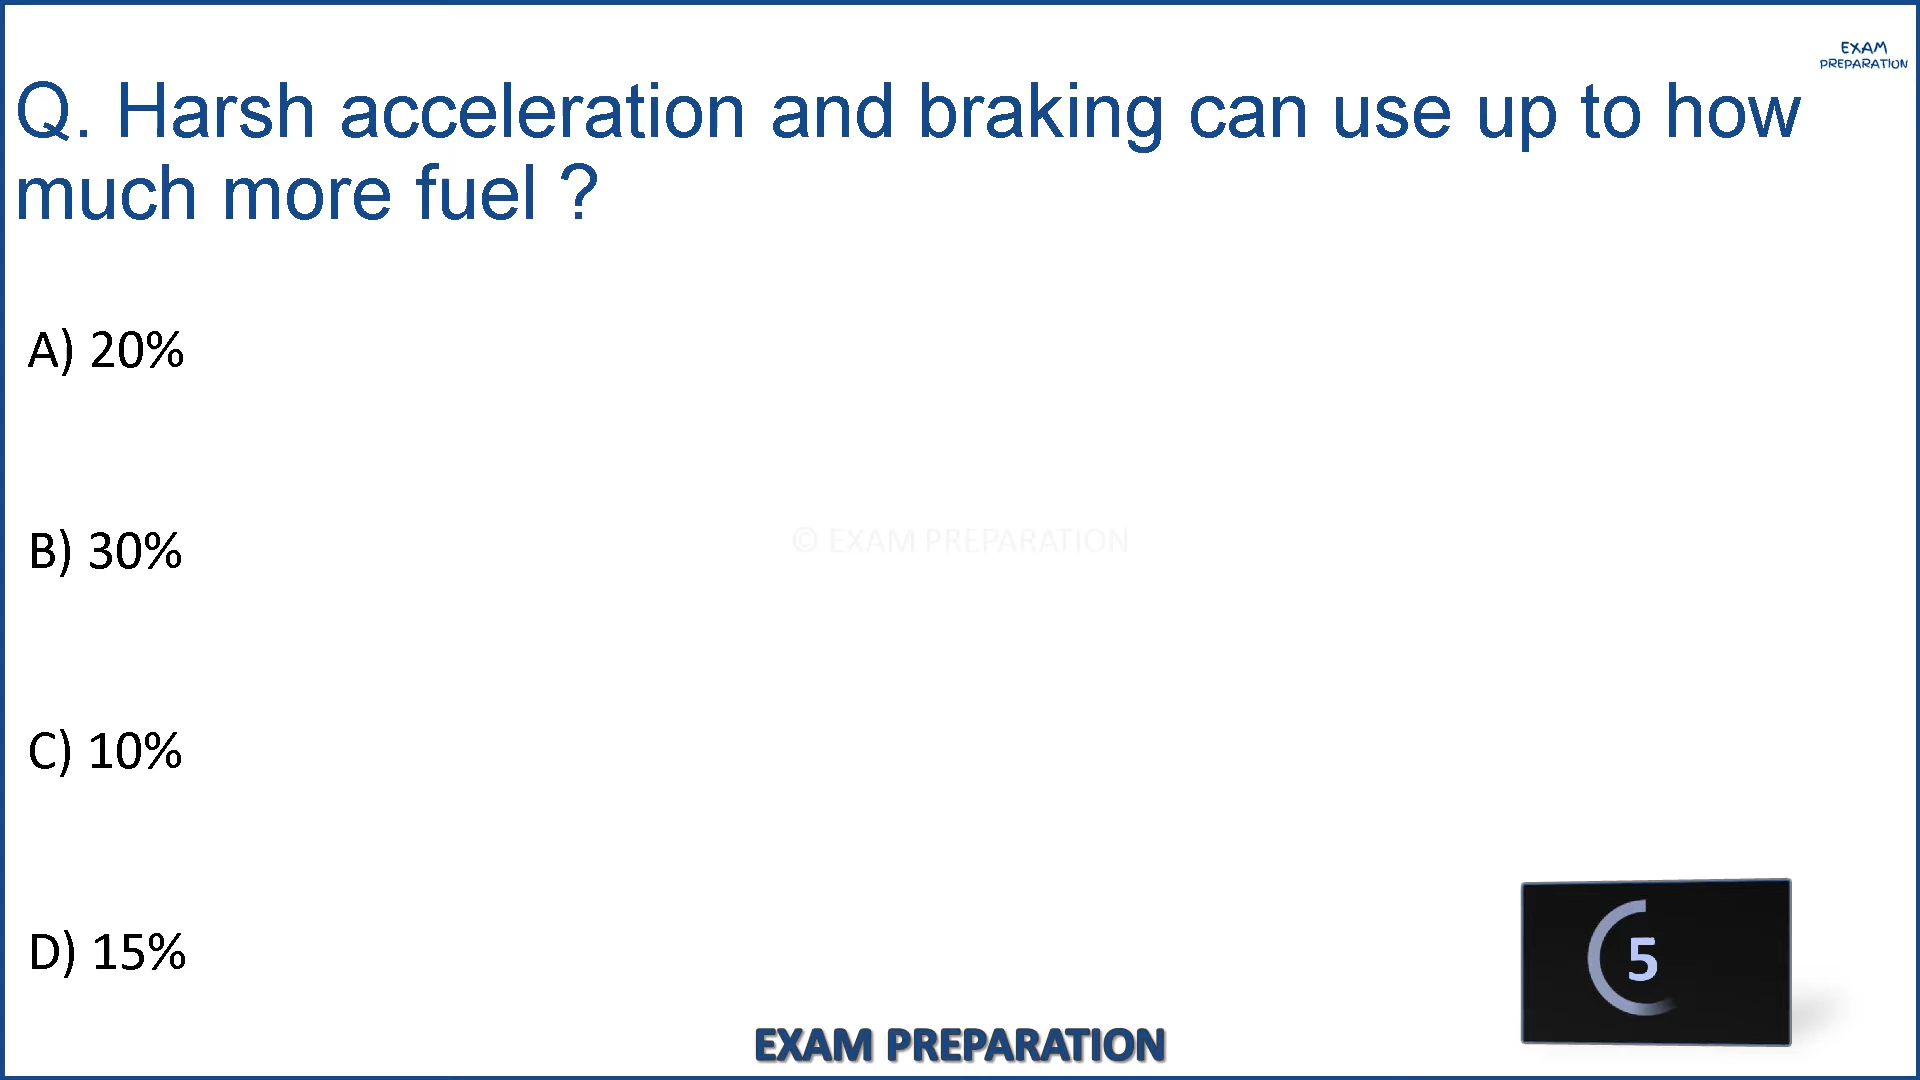 EXAM
PREPARATION
Q. Harsh acceleration and braking can use up to how
much more fuel ?
A) 20%
B) 30%
© EXAM PREPARATION
C) 10%
D) 15%
5
EXAM PREPARATION